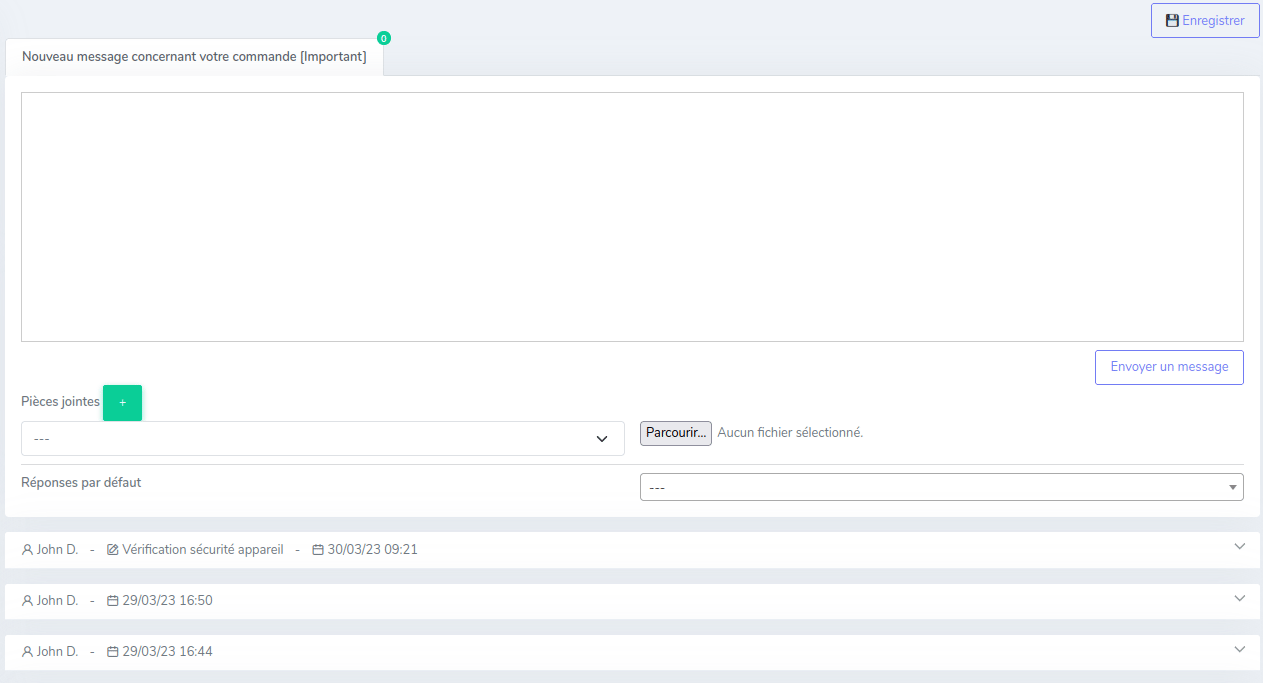 Enregistrer
0
Nouveau message concernant votre commande [Important]
Envoyer un message
Pièces jointes +
---
Parcourir... Aucun fichier sélectionné.
Réponses par défaut
---
John D. - Vérification sécurité appareil - 30/03/23 09:21
John D. - 29/03/23 16:50
John D. - 29/03/23 16:44